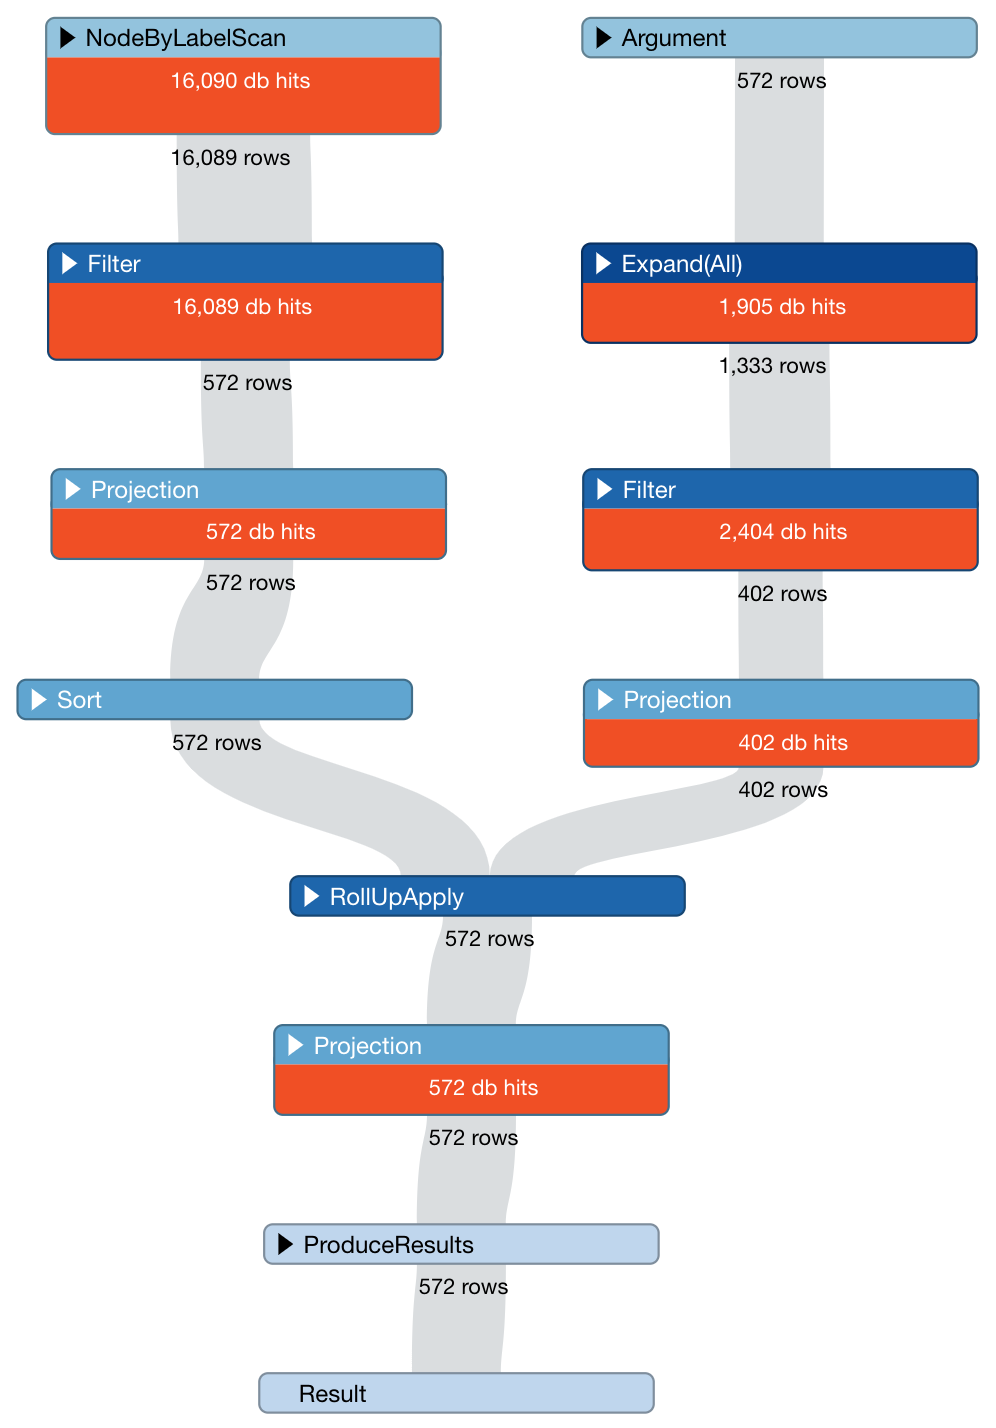 NodeByLabelScan
16,090 db hits
16,089 rows
Filter
16,089 db hits
572 rows
Projection
572 db hits
572 rows
Sort
572 rows
Argument
572 rows
Expand(All)
1,905 db hits
1,333 rows
Filter
2,404 db hits
402 rows
Projection
402 db hits
402 rows
RollUpApply
572 rows
Projection
572 db hits
572 rows
ProduceResults
572 rows
Result